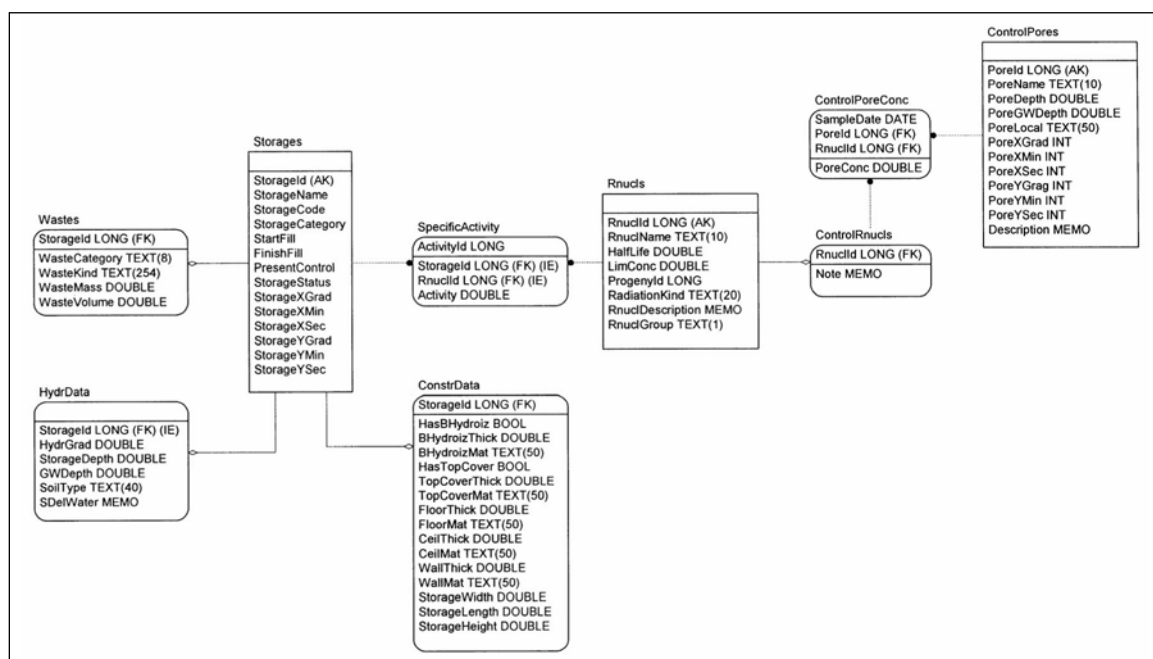 ControlPores
PoreId LONG (AK)
PoreName TEXT(10)
PoreDepth DOUBLE
PoreGWDepth DOUBLE
PoreLocal TEXT(50)
PoreXGrad INT
PoreXMin INT
PoreXSec INT
PoreYGrag INT
PoreYMin INT
PoreYSec INT
Description MEMO
ControlPoreConc
SampleDate DATE
PoreId LONG (FK)
RnuclId LONG (FK)
PoreConc DOUBLE
Storages
StorageId (AK)
StorageName
StorageCode
StorageCategory
StartFill
FinishFill
PresentControl
StorageStatus
StorageXGrad
StorageXMin
StorageXSec
StorageYGrad
StorageYMin
StorageYSec
Wastes
StorageId LONG (FK)
WasteCategory TEXT(8)
WasteKind TEXT(254)
WasteMass DOUBLE
WasteVolume DOUBLE
SpecificActivity
ActivityId LONG
StorageId LONG (FK) (IE)
RnuclId LONG (FK) (IE)
Activity DOUBLE
Rnucls
RnuclId LONG (AK)
RnuclName TEXT(10)
HalfLife DOUBLE
LimConc DOUBLE
ProgenyId LONG
RadiationKind TEXT(20)
RnuclDescription MEMO
RnuclGroup TEXT(1)
ControlRnucls
RnuclId LONG (FK)
Note MEMO
HydrData
StorageId LONG (FK) (IE)
HydrGrad DOUBLE
StorageDepth DOUBLE
GWDepth DOUBLE
SoilType TEXT(40)
SDelWater MEMO
ConstrData
StorageId LONG (FK)
HasBHydroiz BOOL
BHydroizThick DOUBLE
BHydroizMat TEXT(50)
HasTopCover BOOL
TopCoverThick DOUBLE
TopCoverMat TEXT(50)
FloorThick DOUBLE
FloorMat TEXT(50)
CeilThick DOUBLE
CeilMat TEXT(50)
WallThick DOUBLE
WallMat TEXT(50)
StorageWidth DOUBLE
StorageLength DOUBLE
StorageHeight DOUBLE